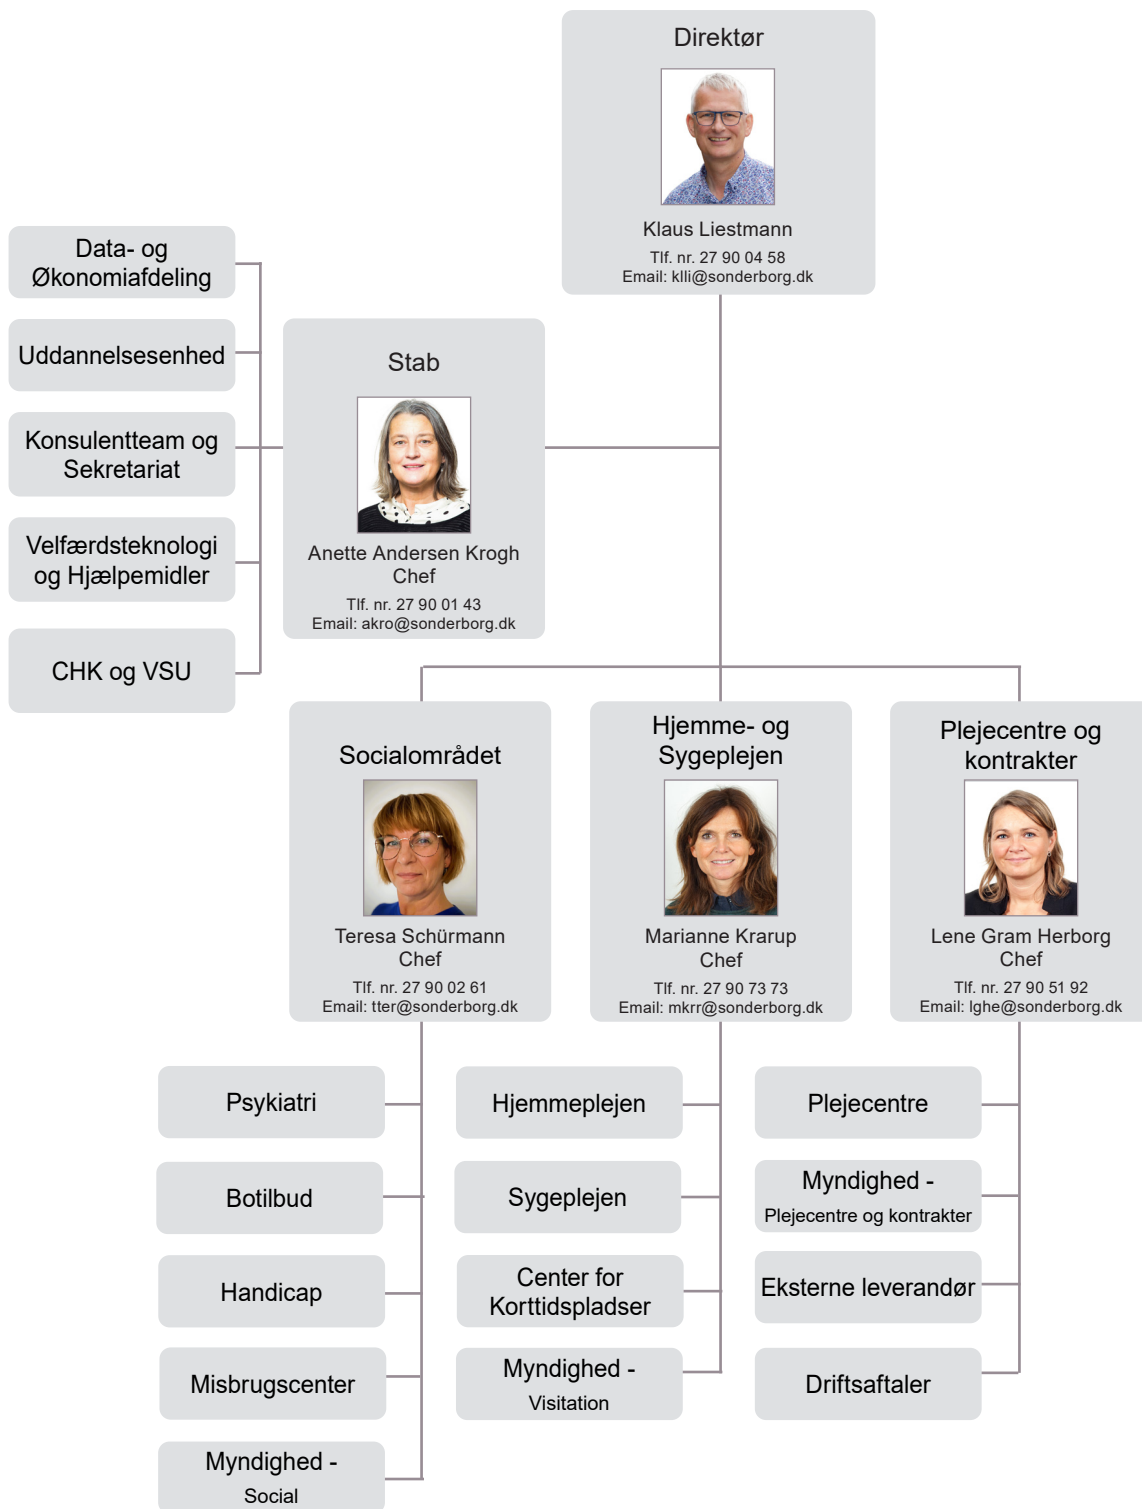 Direktør
Klaus Liestmann
Tlf. nr. 27 90 04 58
Email: klli@sonderborg.dk
Data- og
Økonomiafdeling
Uddannelsesenhed
Konsulentteam og
Sekretariat
Velfærdsteknologi
og Hjælpemidler
CHK og VSU
Stab
Anette Andersen Krogh
Chef
Tlf. nr. 27 90 01 43
Email: akro@sonderborg.dk
Socialområdet
Teresa Schürmann
Chef
Tlf. nr. 27 90 02 61
Email: tter@sonderborg.dk
Hjemme- og
Sygeplejen
Marianne Krarup
Chef
Tlf. nr. 27 90 73 73
Email: mkrr@sonderborg.dk
Plejecentre og
kontrakter
Lene Gram Herborg
Chef
Tlf. nr. 27 90 51 92
Email: lghe@sonderborg.dk
Psykiatri
Botilbud
Handicap
Misbrugscenter
Myndighed -
Social
Hjemmeplejen
Sygeplejen
Center for
Korttidspladser
Myndighed -
Visitation
Plejecentre
Myndighed -
Plejecentre og kontrakter
Eksterne leverandør
Driftsaftaler